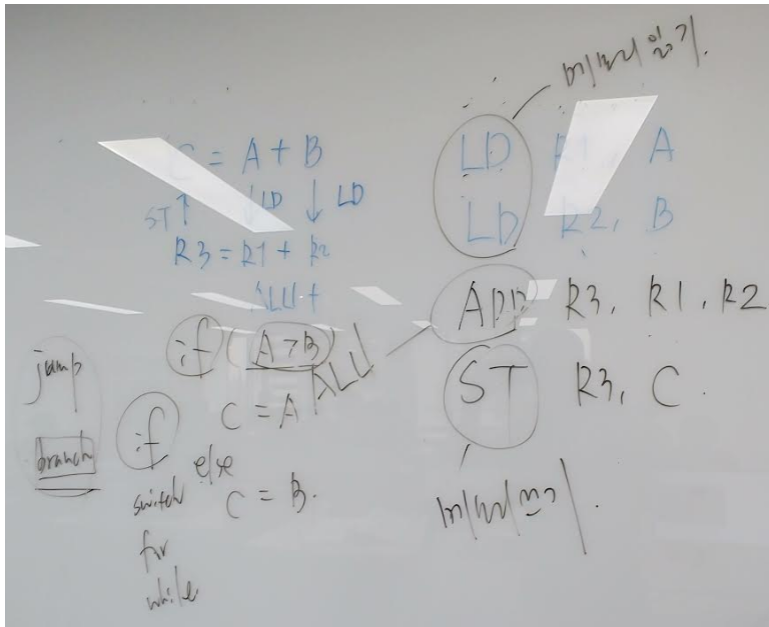 메모리 읽기.
C = A + B
ST ↑ ↓ LD ↓ LD
R3 = R1 + R2
ALU +
LD R1, A
LD R2, B
ADD R3, R1, R2
ALU
ST R3, C.
메모리 쓰기.
if (A > B)
C = A
else
C = B.
jump
branch
if
switch
for
while